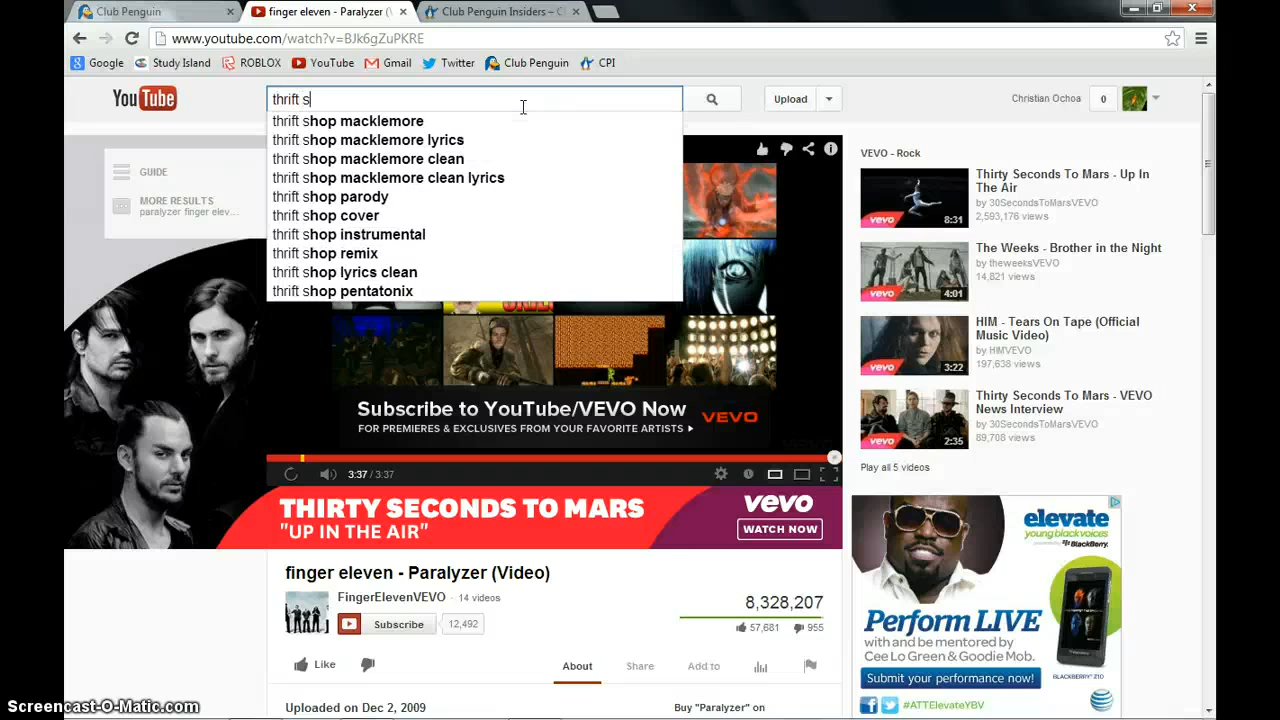 Club Penguin
finger eleven - Paralyzer (
Club Penguin Insiders – C
www.youtube.com/watch?v=BJk6gZuPKRE
Google
Study Island
ROBLOX
YouTube
Gmail
Twitter
Club Penguin
CPI
YouTube
thrift s
Upload
Christian Ochoa
0
thrift shop macklemore
thrift shop macklemore lyrics
thrift shop macklemore clean
thrift shop macklemore clean lyrics
thrift shop parody
thrift shop cover
thrift shop instrumental
thrift shop remix
thrift shop lyrics clean
thrift shop pentatonix
GUIDE
MORE RESULTS
paralyzer finger elev...
Subscribe to YouTube/VEVO Now
FOR PREMIERES & EXCLUSIVES FROM YOUR FAVORITE ARTISTS
VEVO
3:37 / 3:37
THIRTY SECONDS TO MARS
"UP IN THE AIR"
vevo
WATCH NOW
finger eleven - Paralyzer (Video)
FingerElevenVEVO · 14 videos
Subscribe
12,492
8,328,207
57,681
955
Like
About
Share
Add to
Uploaded on Dec 2, 2009
Buy "Paralyzer" on
VEVO - Rock
Thirty Seconds To Mars - Up In
The Air
by 30SecondsToMarsVEVO
2,593,176 views
vevo
8:31
The Weeks - Brother in the Night
by theweeksVEVO
14,821 views
vevo
4:01
HIM - Tears On Tape (Official
Music Video)
by HIMVEVO
197,638 views
vevo
3:22
Thirty Seconds To Mars - VEVO
News Interview
by 30SecondsToMarsVEVO
89,708 views
vevo
2:35
Play all 5 videos
elevate
young black voices
BlackBerry.
Perform LIVE
with and be mentored by
Cee Lo Green & Goodie Mob.
Submit your performance now!
BLACKBERRY Z10
#ATTElevateYBV
AT&T
Screencast-O-Matic.com